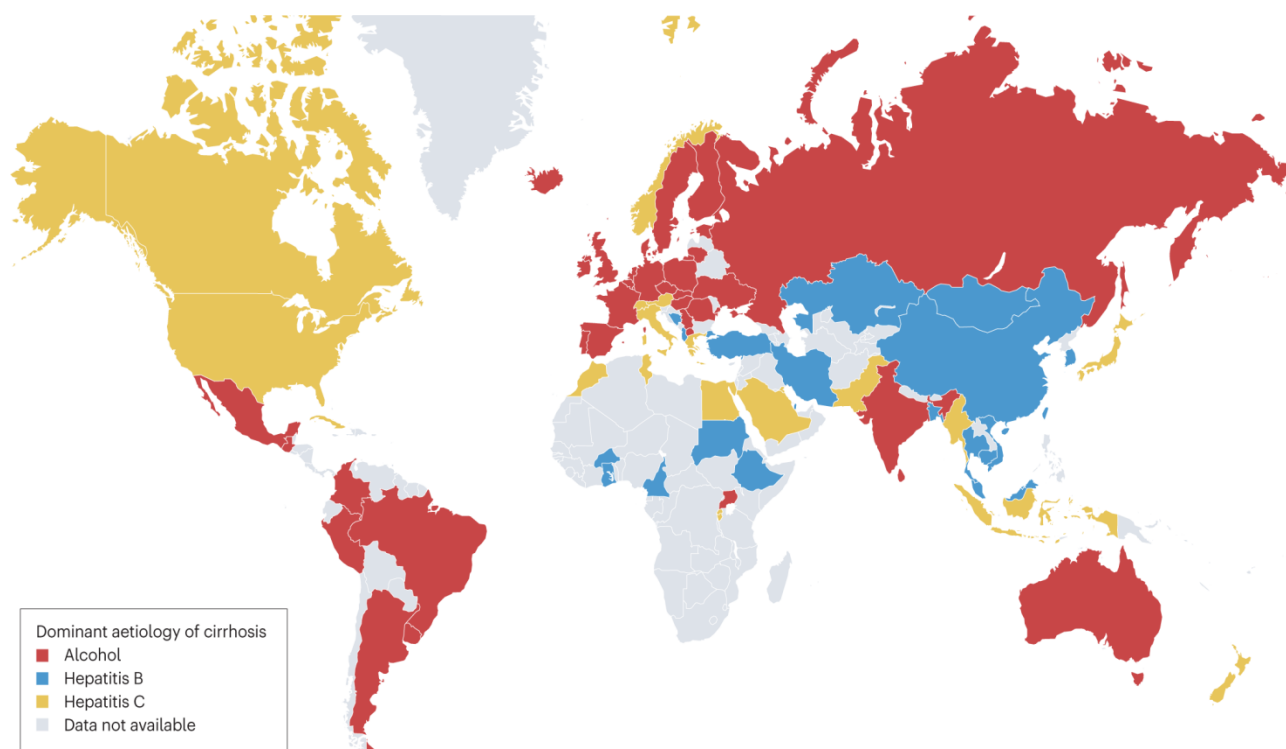 Dominant aetiology of cirrhosis
Alcohol
Hepatitis B
Hepatitis C
Data not available